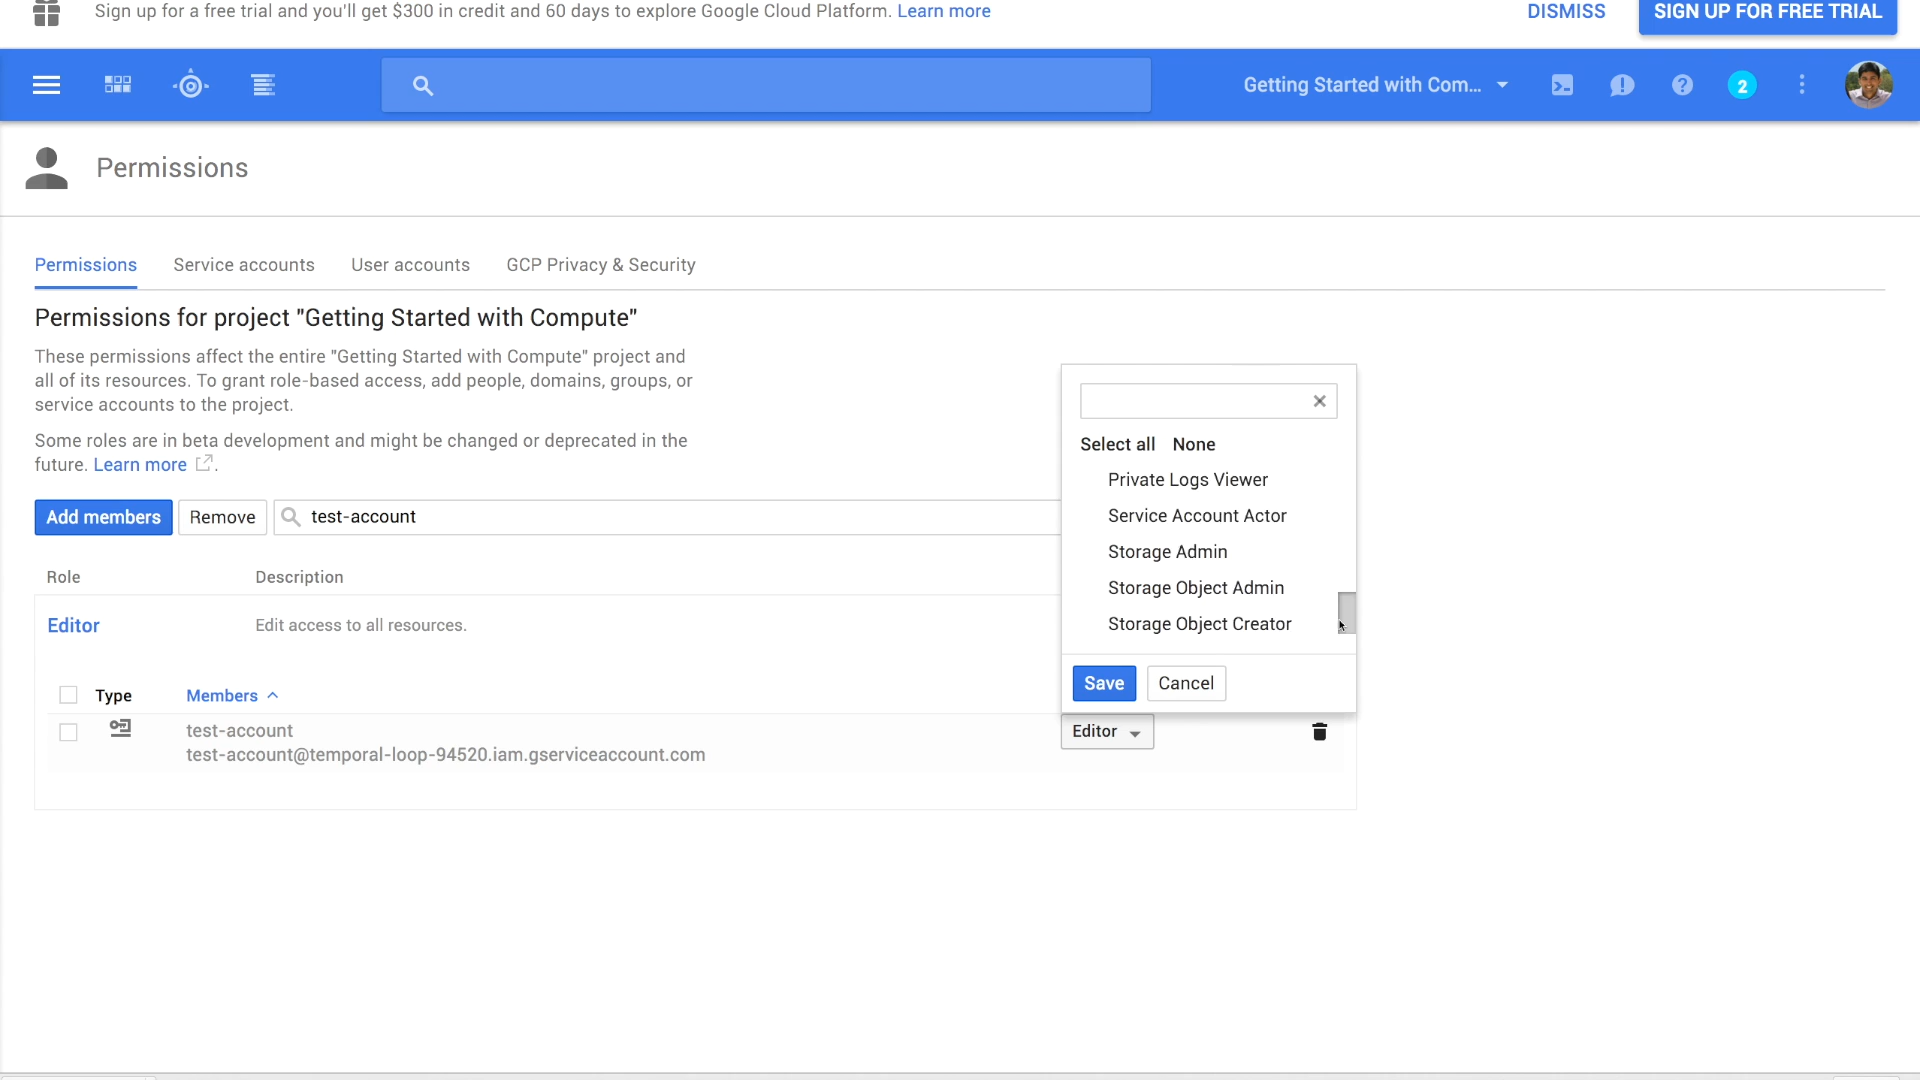 Sign up for a free trial and you'll get $300 in credit and 60 days to explore Google Cloud Platform. Learn more
DISMISS
SIGN UP FOR FREE TRIAL
Getting Started with Com...
2
Permissions
Permissions
Service accounts
User accounts
GCP Privacy & Security
Permissions for project "Getting Started with Compute"
These permissions affect the entire "Getting Started with Compute" project and
all of its resources. To grant role-based access, add people, domains, groups, or
service accounts to the project.
Some roles are in beta development and might be changed or deprecated in the
future. Learn more .
Add members
Remove
test-account
Role
Description
Editor
Edit access to all resources.
Type
Members
test-account
test-account@temporal-loop-94520.iam.gserviceaccount.com
Select all
None
Private Logs Viewer
Service Account Actor
Storage Admin
Storage Object Admin
Storage Object Creator
Save
Cancel
Editor